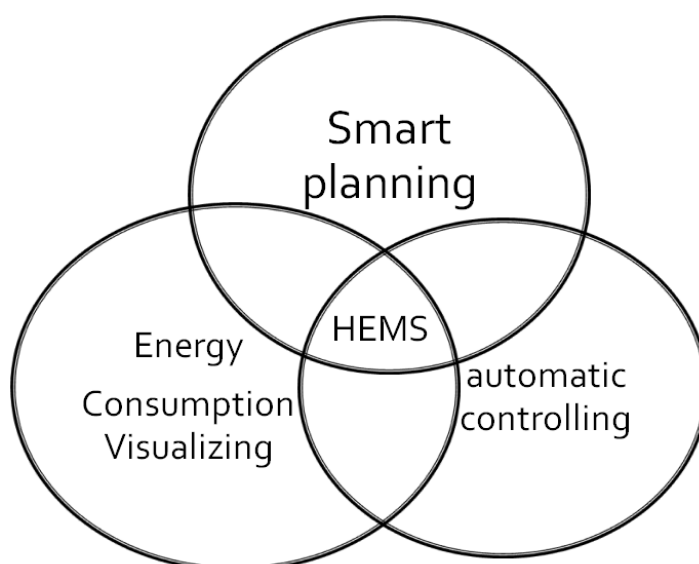 Smart
planning
HEMS
Energy
Consumption
Visualizing
automatic
controlling